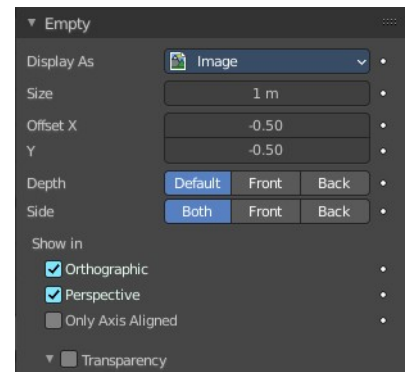 Empty
Display As Image
Size 1 m
Offset X -0.50
Y -0.50
Depth Default Front Back
Side Both Front Back
Show in
Orthographic
Perspective
Only Axis Aligned
Transparency